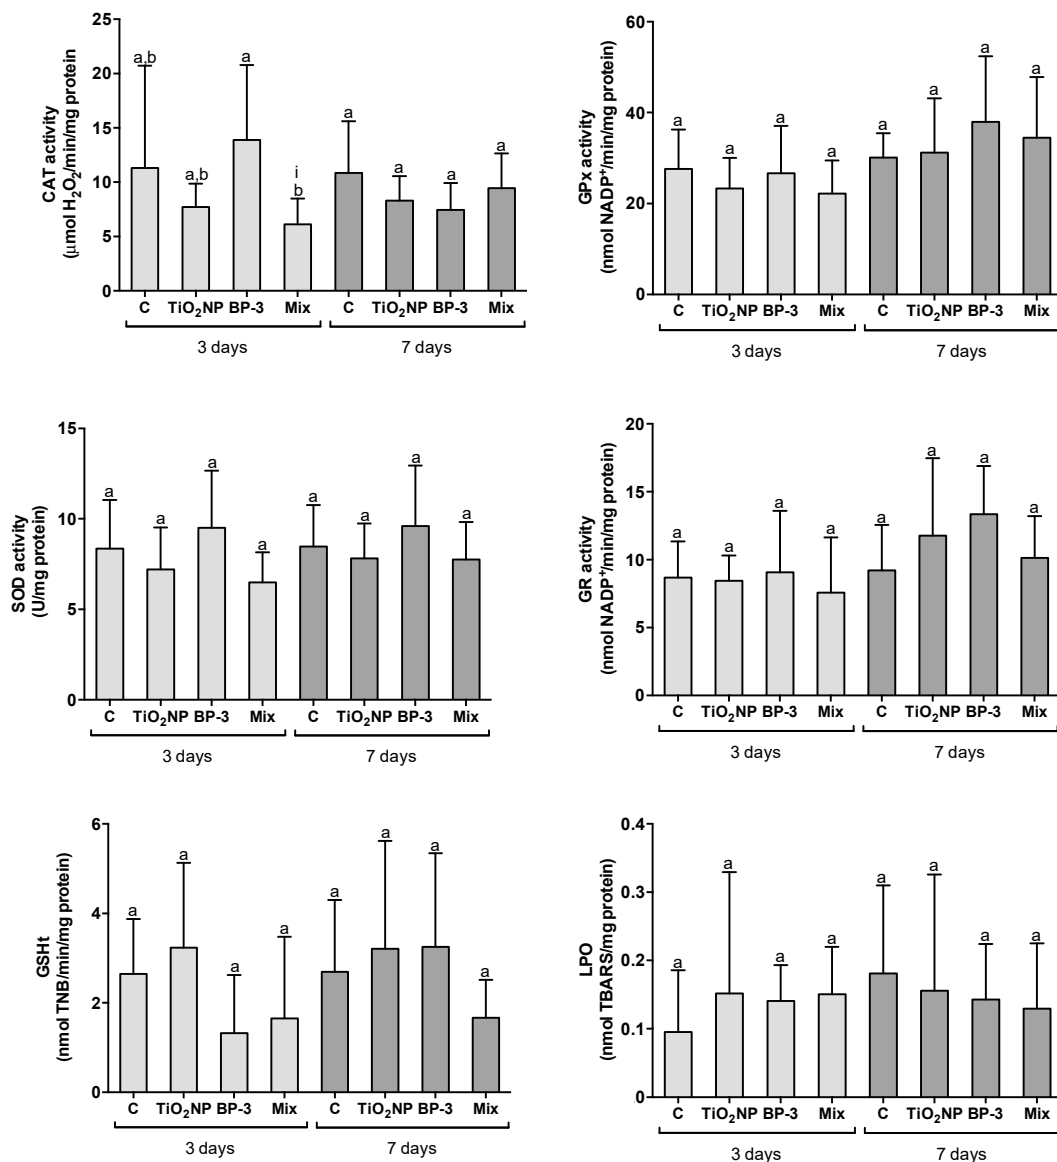 CAT activity
(µmol H₂O₂/min/mg protein
25
20
15
10
5
0
a,b
a,b
a
i
b
a
a
a
a
C TiO₂NP BP-3 Mix C TiO₂NP BP-3 Mix
3 days 7 days
GPx activity
(nmol NADP⁺/min/mg protein)
60
40
20
0
a a a a a a a a
C TiO₂NP BP-3 Mix C TiO₂NP BP-3 Mix
3 days 7 days
SOD activity
(U/mg protein)
15
10
5
0
a a a a a a a a
C TiO₂NP BP-3 Mix C TiO₂NP BP-3 Mix
3 days 7 days
GR activity
(nmol NADP⁺/min/mg protein)
20
15
10
5
0
a a a a a a a a
C TiO₂NP BP-3 Mix C TiO₂NP BP-3 Mix
3 days 7 days
GSHt
(nmol TNB/min/mg protein)
6
4
2
0
a a a a a a a a
C TiO₂NP BP-3 Mix C TiO₂NP BP-3 Mix
3 days 7 days
LPO
(nmol TBARS/mg protein)
0.4
0.3
0.2
0.1
0
a a a a a a a a
C TiO₂NP BP-3 Mix C TiO₂NP BP-3 Mix
3 days 7 days